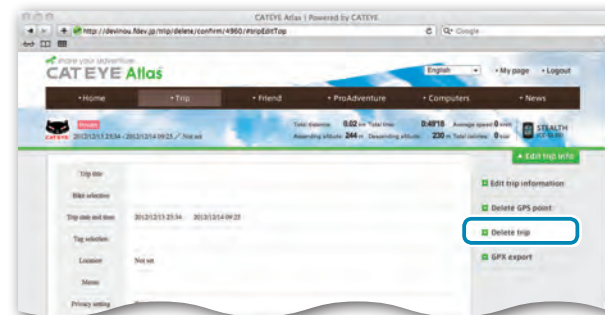 CATEYE Atlas | Powered by CATEYE
http://devinou.fdev.jp/trip/delete/confirm/4960/#tripEditTop
Google
share your adventure
CATEYE Atlas
English
My page
Logout
Home
Trip
Friend
ProAdventure
Computers
News
Total distance 0.02 km Total time 0:49'16 Average speed 0 km/h
2012/12/13 23:34 - 2012/12/14 09:25 / Not set
Ascending altitude 244 m Descending altitude 230 m Total calories 0 kcal
STEALTH
Edit trip info
Trip title
Bike selection
Trip date and time 2012/12/13 23:34 2012/12/14 09:25
Tag selection
Location Not set
Memo
Privacy setting
Edit trip information
Delete GPS point
Delete trip
GPX export